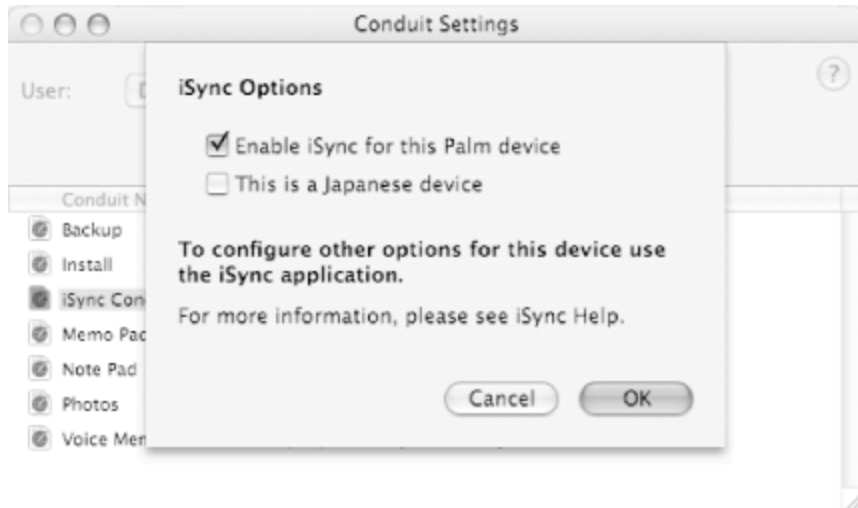 Conduit Settings
User:
?
iSync Options
Enable iSync for this Palm device
This is a Japanese device
Conduit N
Backup
Install
iSync Con
Memo Pad
Note Pad
Photos
Voice Mem
To configure other options for this device use
the iSync application.
For more information, please see iSync Help.
Cancel OK